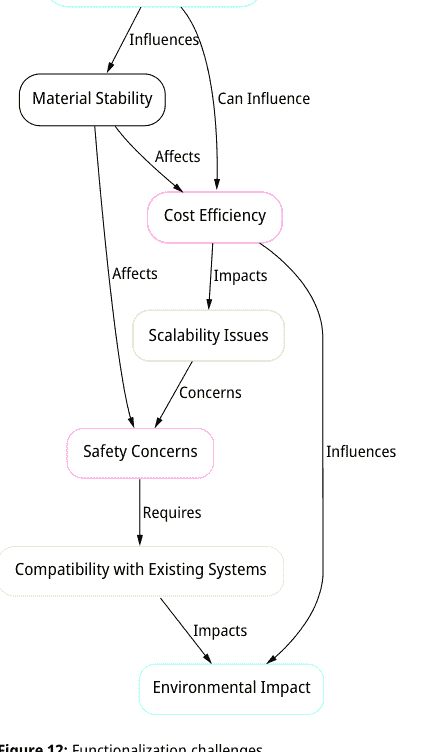 Influences
Material Stability
Can Influence
Affects
Cost Efficiency
Affects
Impacts
Scalability Issues
Concerns
Safety Concerns
Influences
Requires
Compatibility with Existing Systems
Impacts
Environmental Impact
Figure 12: Functionalization challenges